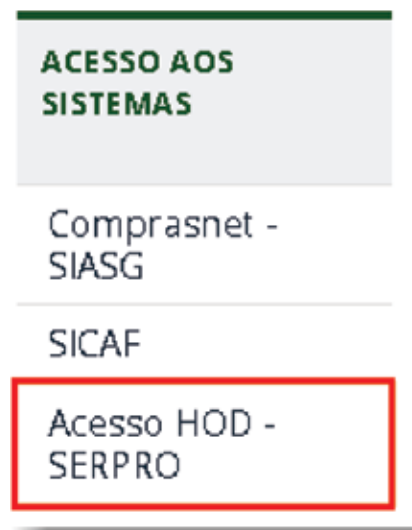 ACESSO AOS
SISTEMAS
Comprasnet -
SIASG
SICAF
Acesso HOD -
SERPRO